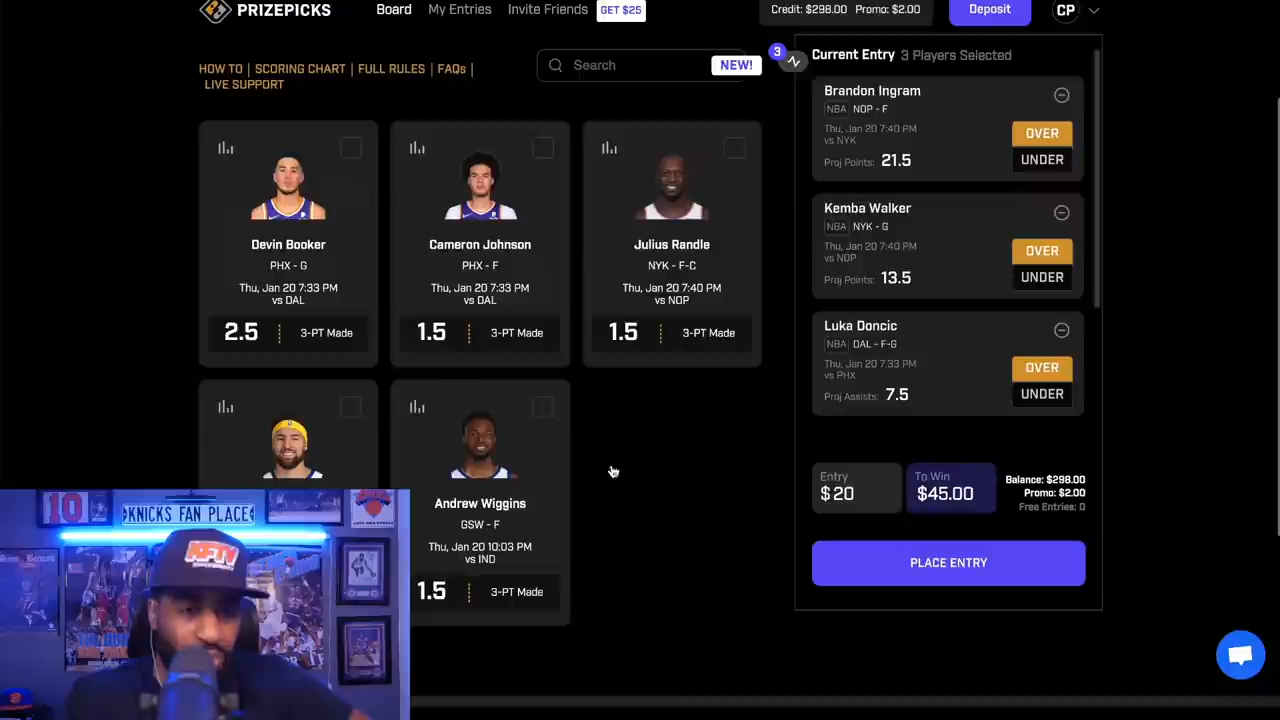 PRIZEPICKS
Board
My Entries
Invite Friends
GET $25
Credit: $298.00 Promo: $2.00
Deposit
CP
HOW TO | SCORING CHART | FULL RULES | FAQs |
LIVE SUPPORT
Search
NEW!
3
Current Entry 3 Players Selected
Devin Booker
PHX - G
Thu, Jan 20 7:33 PM
vs DAL
2.5 3-PT Made
Cameron Johnson
PHX - F
Thu, Jan 20 7:33 PM
vs DAL
1.5 3-PT Made
Julius Randle
NYK - F-C
Thu, Jan 20 7:40 PM
vs NOP
1.5 3-PT Made
Andrew Wiggins
GSW - F
Thu, Jan 20 10:03 PM
vs IND
1.5 3-PT Made
Brandon Ingram
NBA NOP - F
Thu, Jan 20 7:40 PM
vs NYK
Proj Points: 21.5
OVER
UNDER
Kemba Walker
NBA NYK - G
Thu, Jan 20 7:40 PM
vs NOP
Proj Points: 13.5
OVER
UNDER
Luka Doncic
NBA DAL - F-G
Thu, Jan 20 7:33 PM
vs PHX
Proj Assists: 7.5
OVER
UNDER
Entry
$ 20
To Win
$45.00
Balance: $298.00
Promo: $2.00
Free Entries: 0
PLACE ENTRY
10
KNICKS FAN PLACE
KFTV